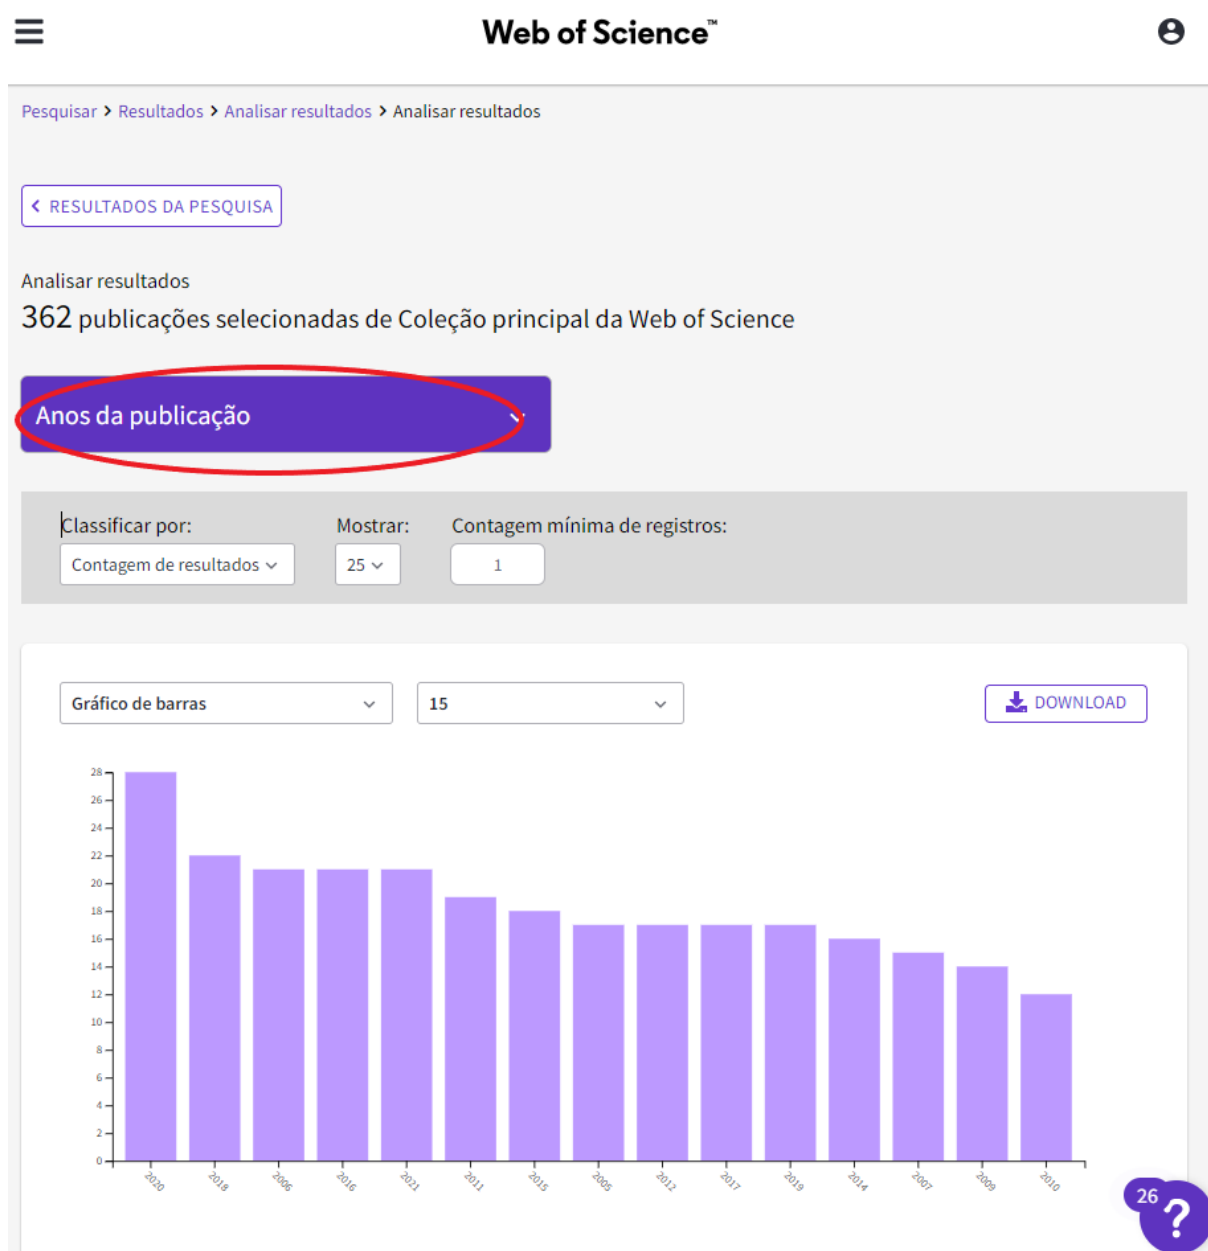 Web of Science™
Pesquisar > Resultados > Analisar resultados > Analisar resultados
< RESULTADOS DA PESQUISA
Analisar resultados
362 publicações selecionadas de Coleção principal da Web of Science
Anos da publicação
Classificar por: Mostrar: Contagem mínima de registros:
Contagem de resultados 25 1
Gráfico de barras 15 DOWNLOAD
28
26
24
22
20
18
16
14
12
10
8
6
4
2
0
2020 2018 2006 2016 2021 2011 2015 2005 2012 2017 2019 2014 2007 2009 2010
26 ?